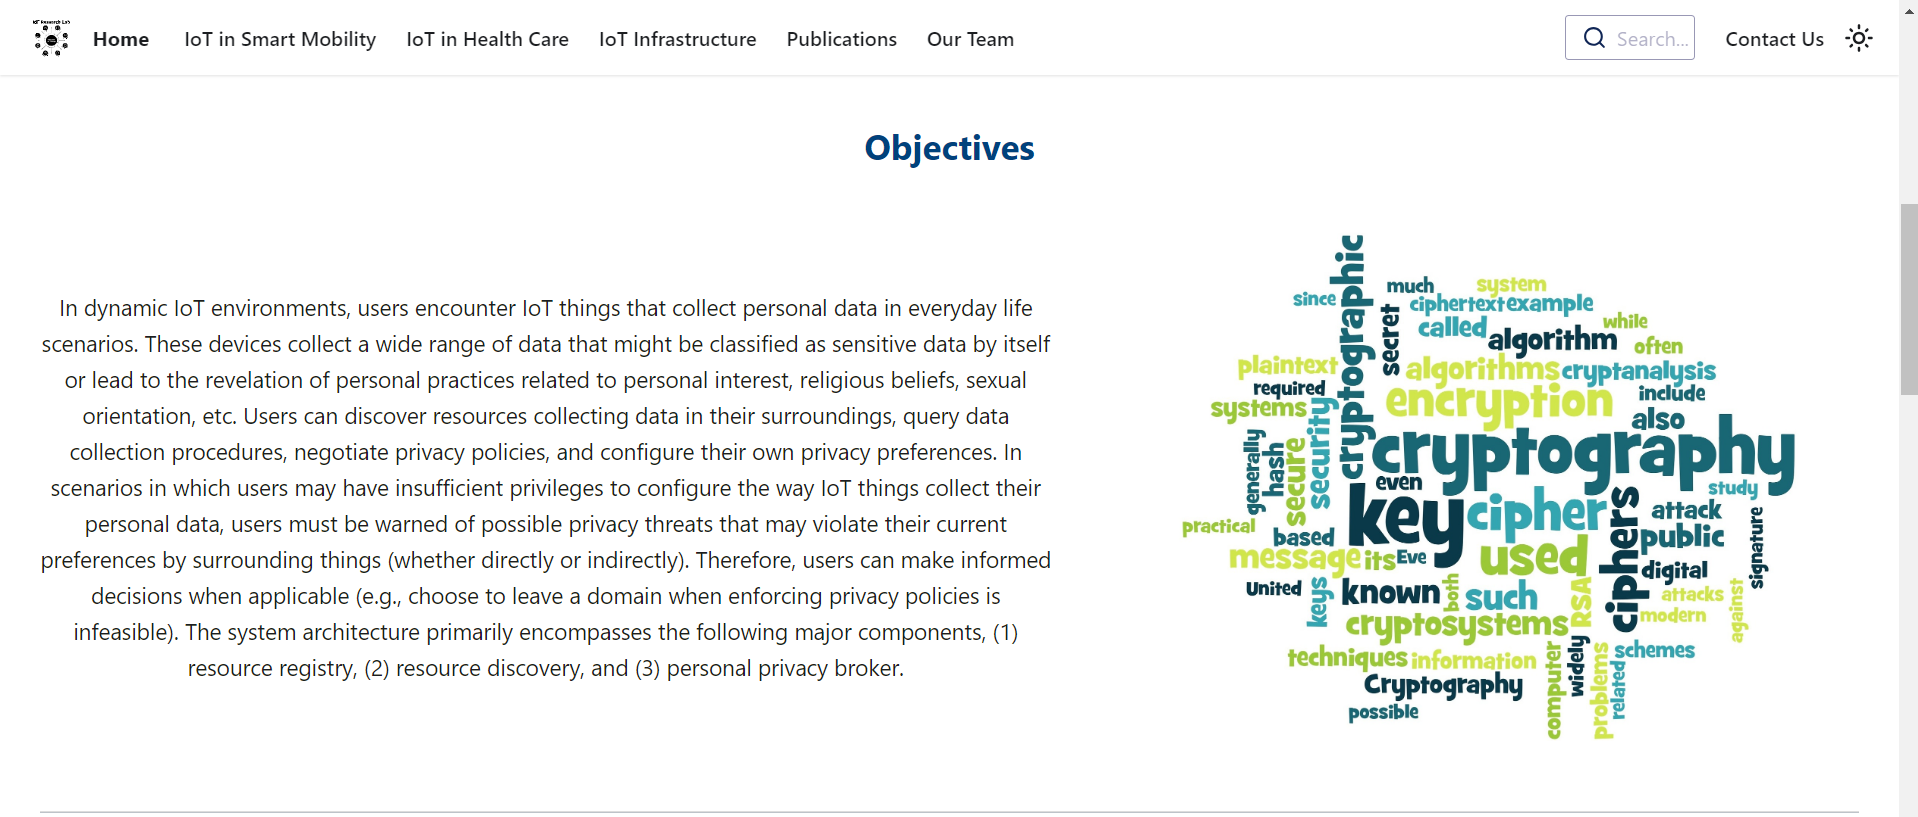 IoT Research Lab
Home
IoT in Smart Mobility
IoT in Health Care
IoT Infrastructure
Publications
Our Team
Search...
Contact Us
Objectives
In dynamic IoT environments, users encounter IoT things that collect personal data in everyday life
scenarios. These devices collect a wide range of data that might be classified as sensitive data by itself
or lead to the revelation of personal practices related to personal interest, religious beliefs, sexual
orientation, etc. Users can discover resources collecting data in their surroundings, query data
collection procedures, negotiate privacy policies, and configure their own privacy preferences. In
scenarios in which users may have insufficient privileges to configure the way IoT things collect their
personal data, users must be warned of possible privacy threats that may violate their current
preferences by surrounding things (whether directly or indirectly). Therefore, users can make informed
decisions when applicable (e.g., choose to leave a domain when enforcing privacy policies is
infeasible). The system architecture primarily encompasses the following major components, (1)
resource registry, (2) resource discovery, and (3) personal privacy broker.
cryptographic
much
system
since
ciphertext
example
secret
called
algorithm
while
often
plaintext
algorithms
cryptanalysis
required
encryption
include
systems
security
also
cryptography
generally
hash
secure
even
study
key
cipher
ciphers
attack
practical
based
public
signature
message
its
Eve
used
digital
United
keys
known
both
such
RSA
attacks
against
modern
cryptosystems
techniques
information
computer
widely
problems
related
schemes
Cryptography
possible